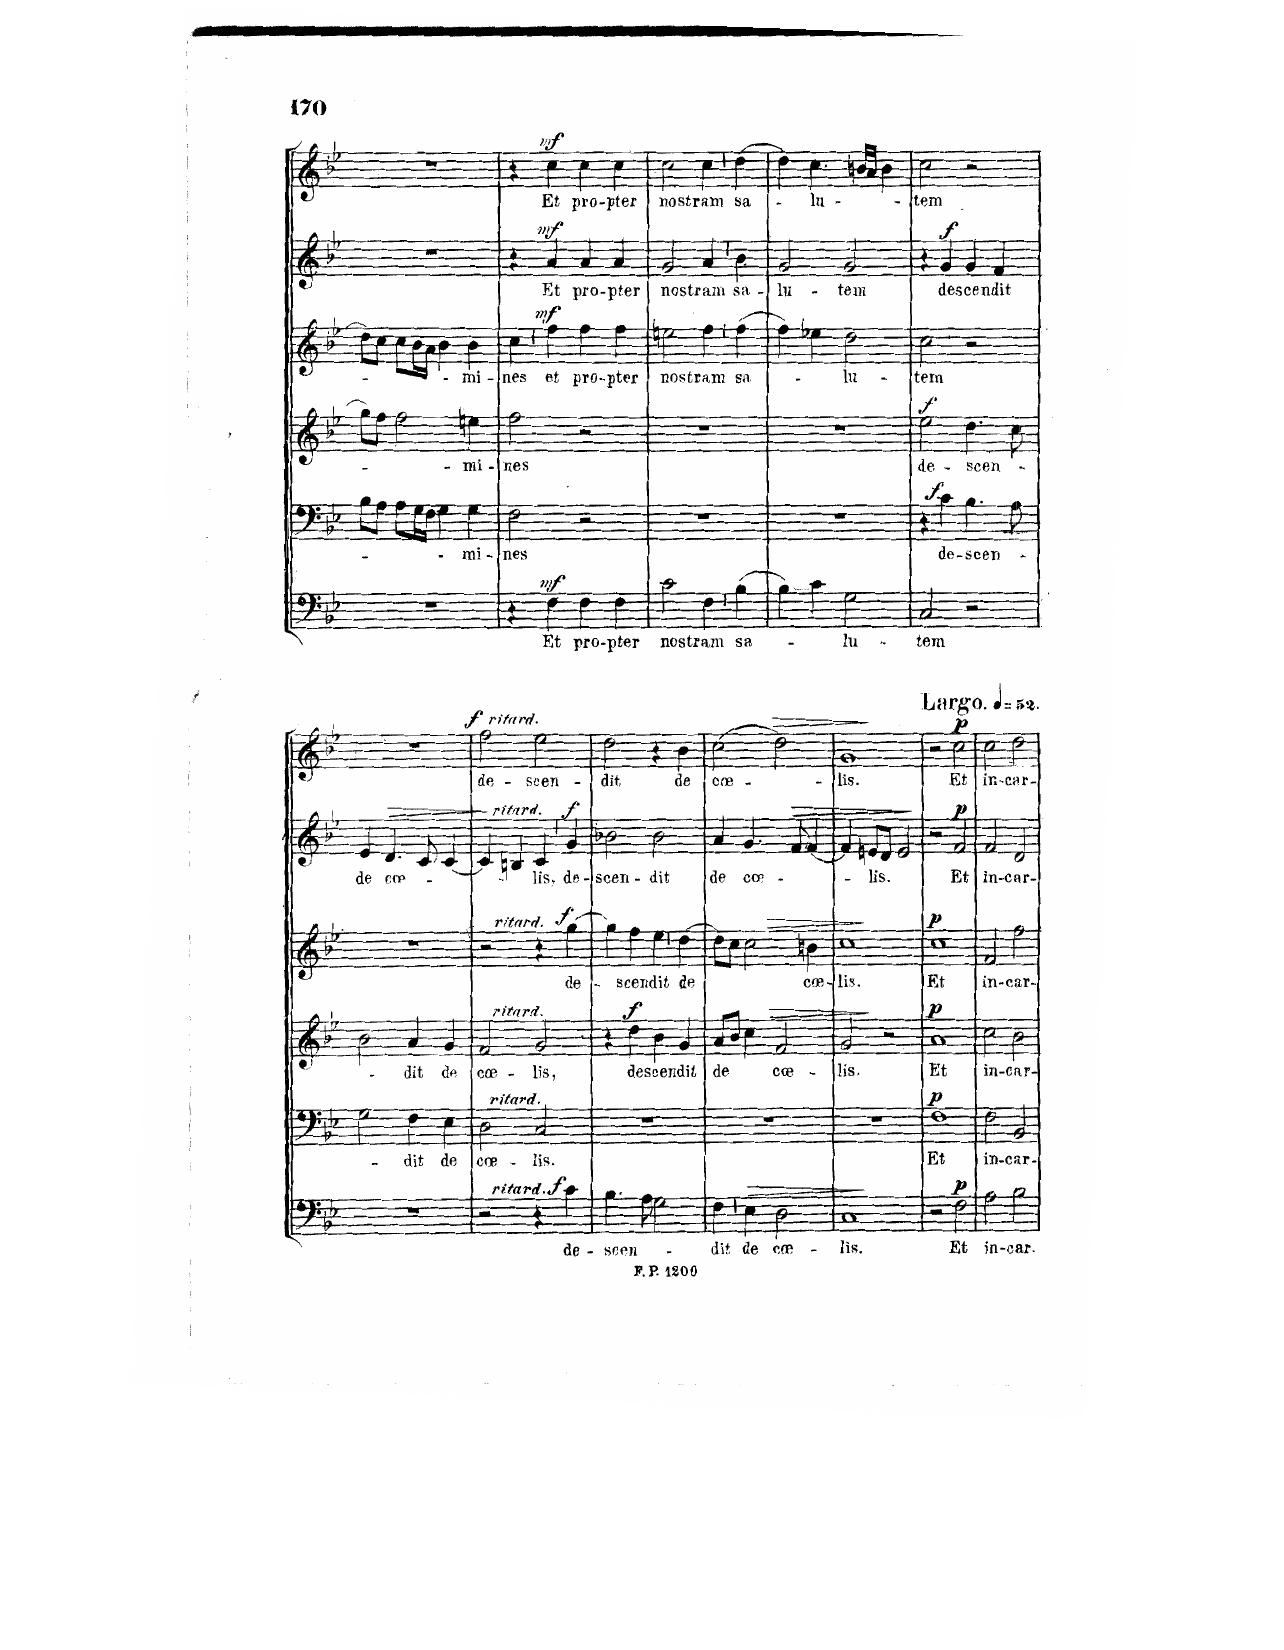 170
mf
Et pro-pter nostram sa - lu - - tem
mf f
Et pro-pter nostram sa - lu - tem descendit
mf
- - mi - nes et pro-pter nostram sa - lu - tem
f
- - mi - nes de - scen -
f
- - mi - nes de-scen -
mf
Et pro-pter nostram sa - lu - tem
Largo. ♩= 52.
f ritard. p
de - scen - dit de cœ - - lis. Et in-car-
ritard. f p
de cœ - - lis, de - scen - dit de cœ - - lis. Et in-car-
ritard. f p
de - scendit de cœ - lis. Et in-car-
ritard. f p
- dit de cœ - lis, descendit de cœ - lis. Et in-car-
ritard. p
- dit de cœ - lis. Et in-car-
ritard. f p
de - scen - dit de cœ - lis. Et in-car.
F. P. 1200